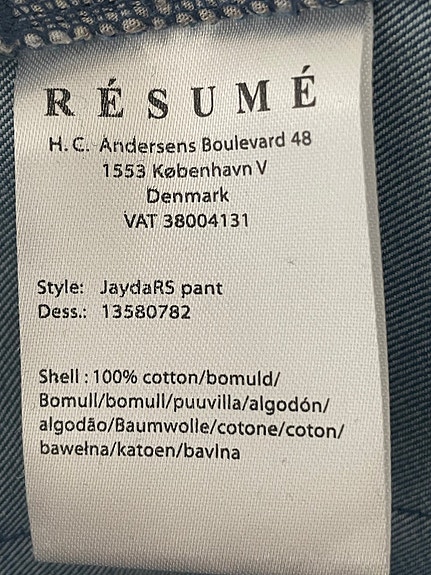 RÉSUMÉ
H. C. Andersens Boulevard 48
1553 København V
Denmark
VAT 38004131
Style: JaydaRS pant
Dess.: 13580782
Shell : 100% cotton/bomuld/
Bomull/bomull/puuvilla/algodón/
algodão/Baumwolle/cotone/coton/
bawełna/katoen/bavlna